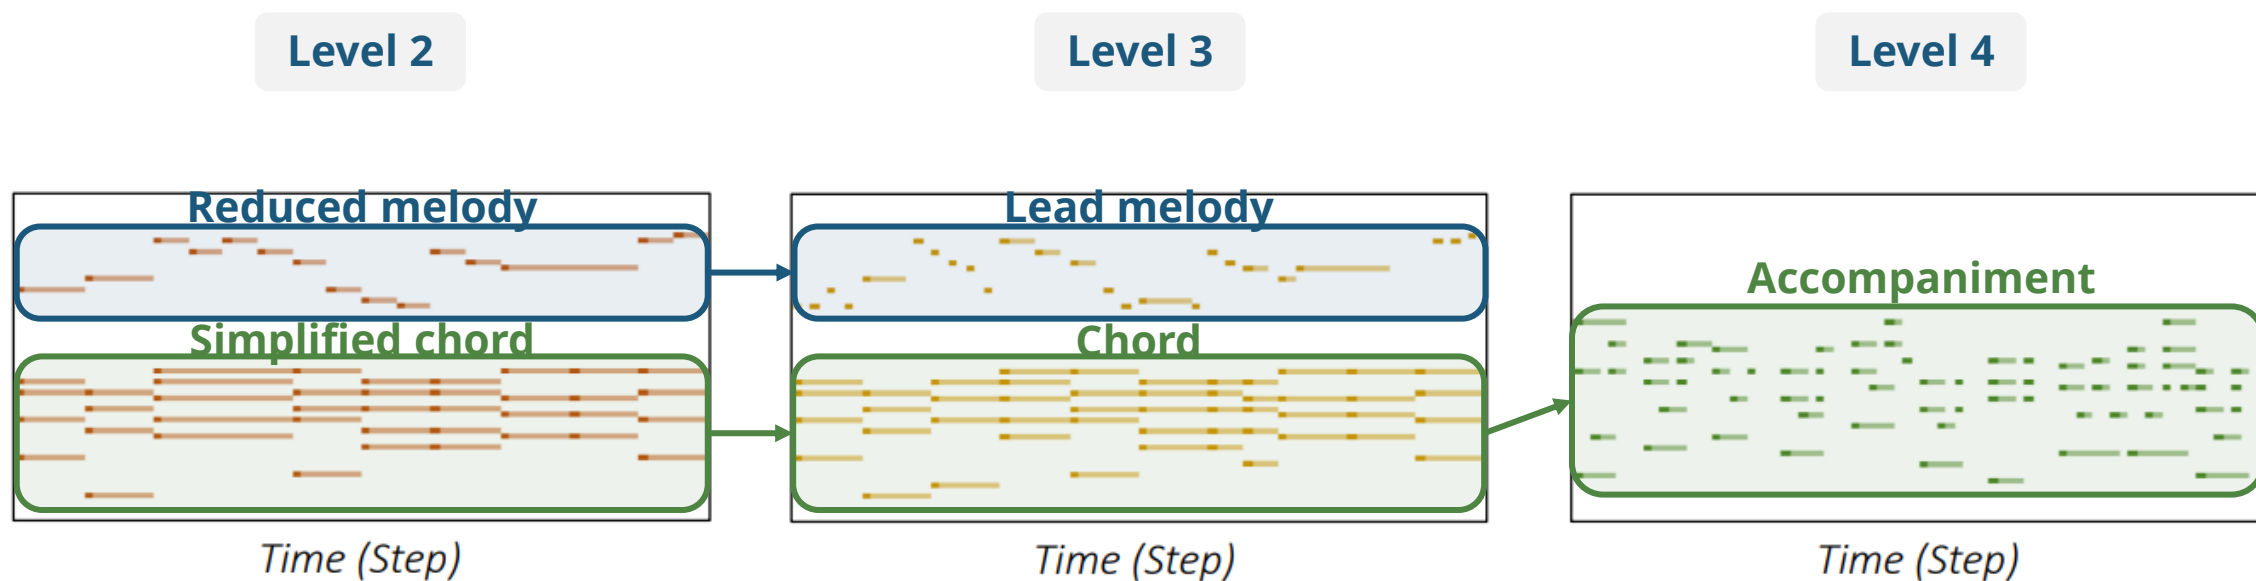 Level 2
Level 3
Level 4
Reduced melody
Lead melody
Accompaniment
Simplified chord
Chord
Time (Step)
Time (Step)
Time (Step)